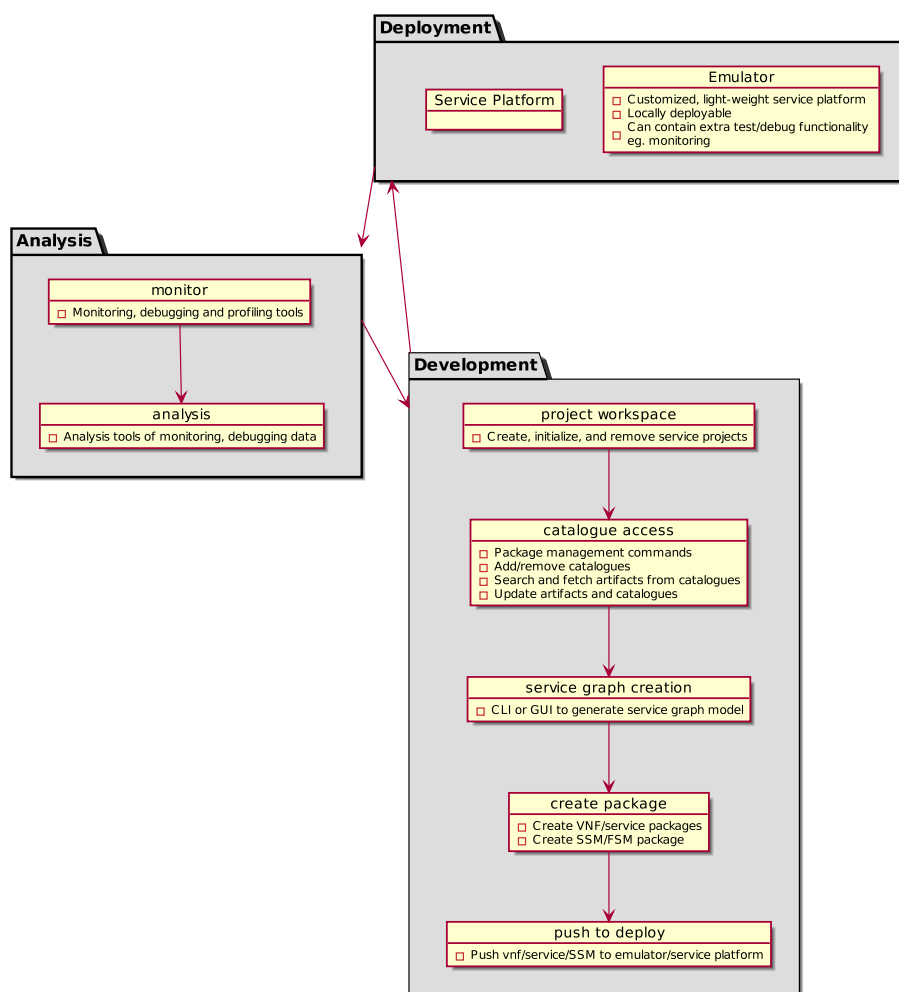 Deployment
Service Platform
Emulator
Customized, light-weight service platform
Locally deployable
Can contain extra test/debug functionality
eg. monitoring
Analysis
monitor
Monitoring, debugging and profiling tools
analysis
Analysis tools of monitoring, debugging data
Development
project workspace
Create, initialize, and remove service projects
catalogue access
Package management commands
Add/remove catalogues
Search and fetch artifacts from catalogues
Update artifacts and catalogues
service graph creation
CLI or GUI to generate service graph model
create package
Create VNF/service packages
Create SSM/FSM package
push to deploy
Push vnf/service/SSM to emulator/service platform